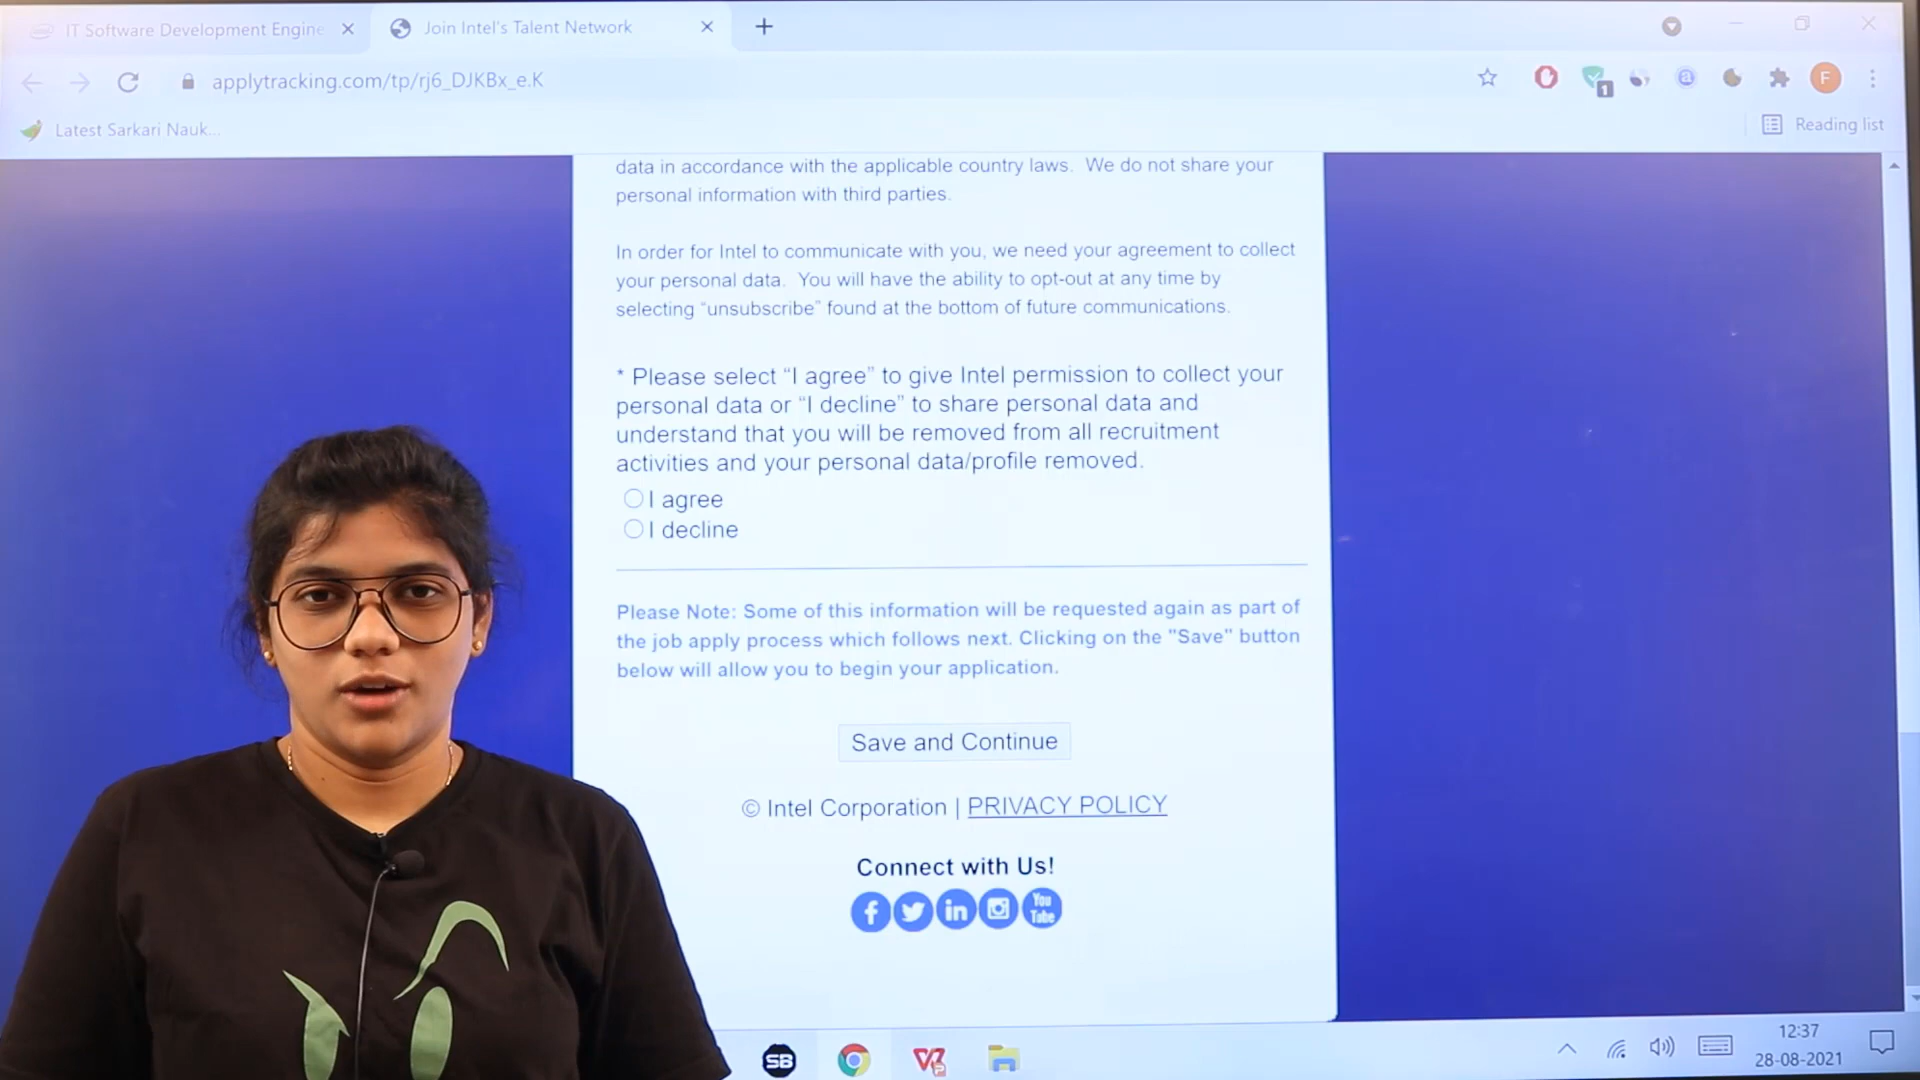 IT Software Development Engine
Join Intel's Talent Network
applytracking.com/tp/rj6_DJKBx_e.K
1
a
F
Latest Sarkari Nauk...
Reading list
data in accordance with the applicable country laws. We do not share your
personal information with third parties.
In order for Intel to communicate with you, we need your agreement to collect
your personal data. You will have the ability to opt-out at any time by
selecting “unsubscribe” found at the bottom of future communications.
* Please select “I agree” to give Intel permission to collect your
personal data or “I decline” to share personal data and
understand that you will be removed from all recruitment
activities and your personal data/profile removed.
I agree
I decline
Please Note: Some of this information will be requested again as part of
the job apply process which follows next. Clicking on the "Save" button
below will allow you to begin your application.
Save and Continue
© Intel Corporation | PRIVACY POLICY
Connect with Us!
f in You
Tube
SB
12:37
28-08-2021